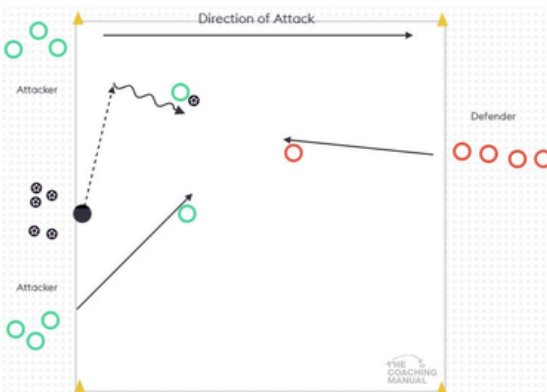 Direction of Attack
Attacker
Defender
Attacker
THE
COACHING
MANUAL